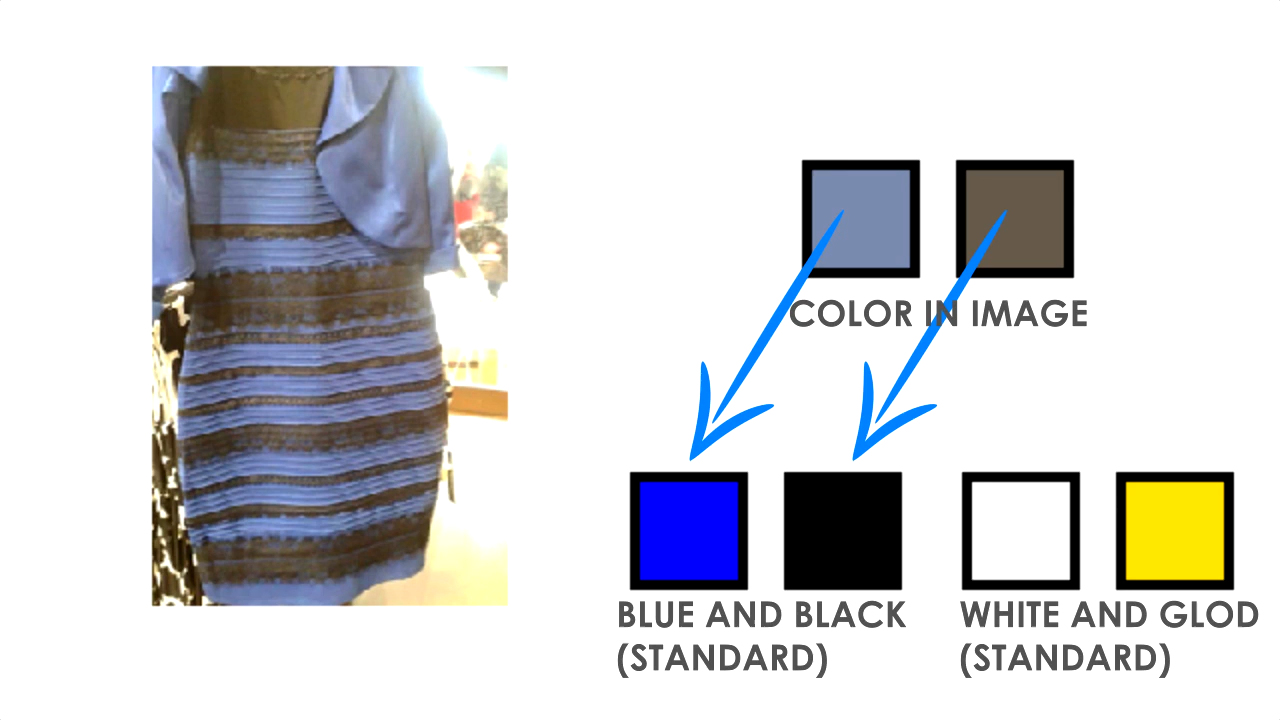 COLOR IN IMAGE
BLUE AND BLACK
(STANDARD)
WHITE AND GLOD
(STANDARD)